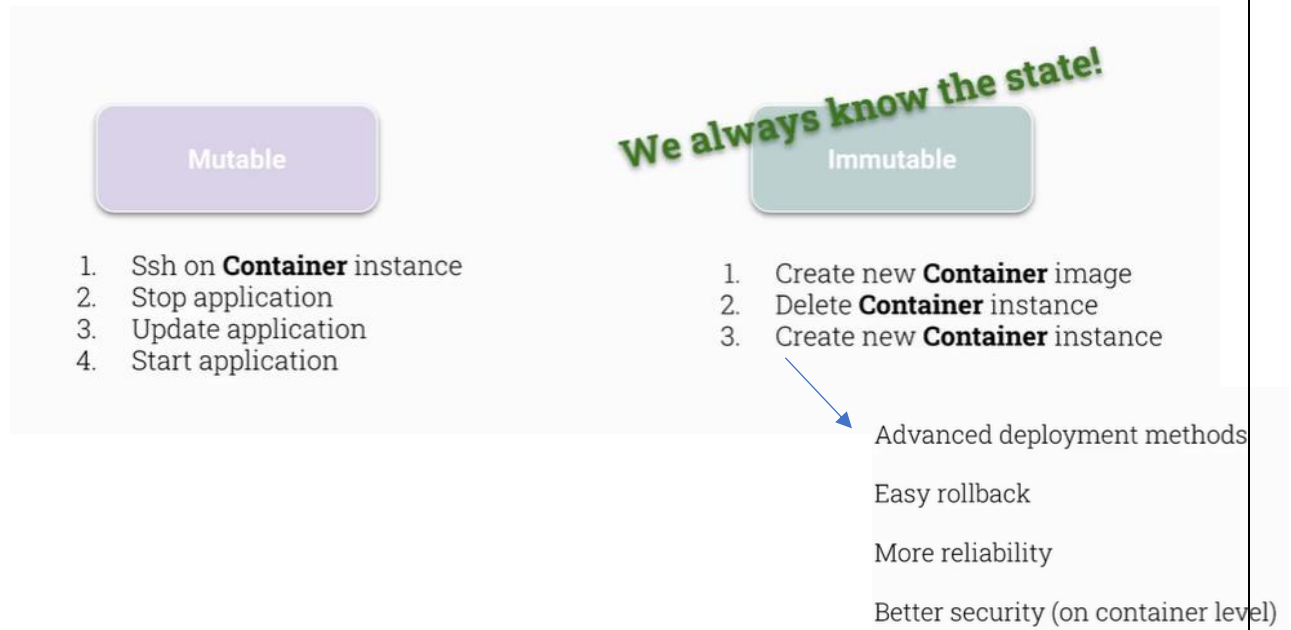 We always know the state!
Mutable
1. Ssh on Container instance
2. Stop application
3. Update application
4. Start application
Immutable
1. Create new Container image
2. Delete Container instance
3. Create new Container instance
Advanced deployment methods
Easy rollback
More reliability
Better security (on container level)